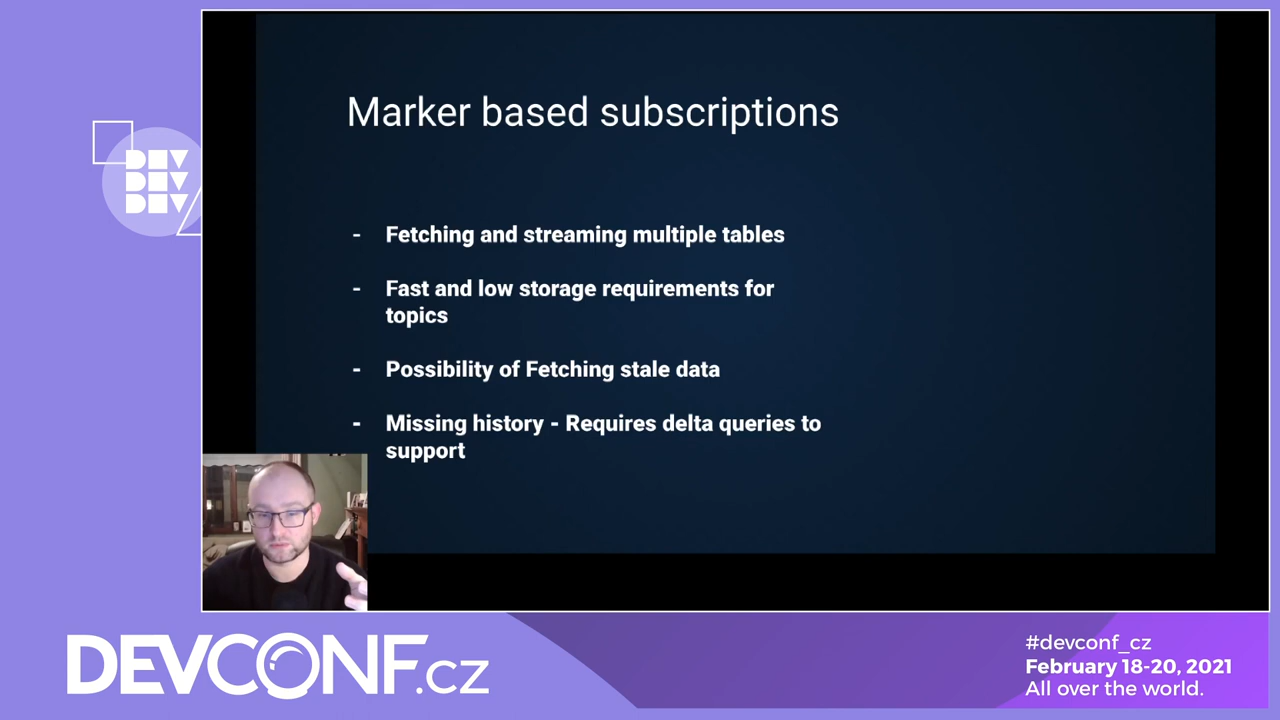 Marker based subscriptions
- Fetching and streaming multiple tables
- Fast and low storage requirements for
topics
- Possibility of Fetching stale data
- Missing history - Requires delta queries to
support
DEV
DEV
DEV
DEVCONF.cz
#devconf_cz
February 18-20, 2021
All over the world.